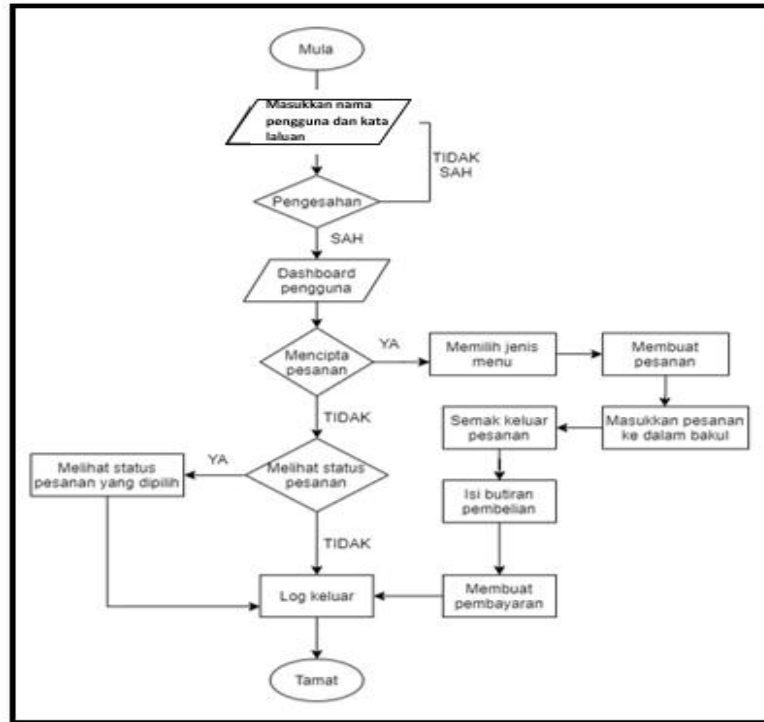 Mula
Masukkan nama
pengguna dan kata
laluan
TIDAK
SAH
Pengesahan
SAH
Dashboard
pengguna
Mencipta
pesanan
YA
Memilih jenis
menu
Membuat
pesanan
TIDAK
Semak keluar
pesanan
Masukkan pesanan
ke dalam bakul
Melihat status
pesanan yang dipilih
YA
Melihat status
pesanan
Isi butiran
pembelian
TIDAK
Log keluar
Membuat
pembayaran
Tamat